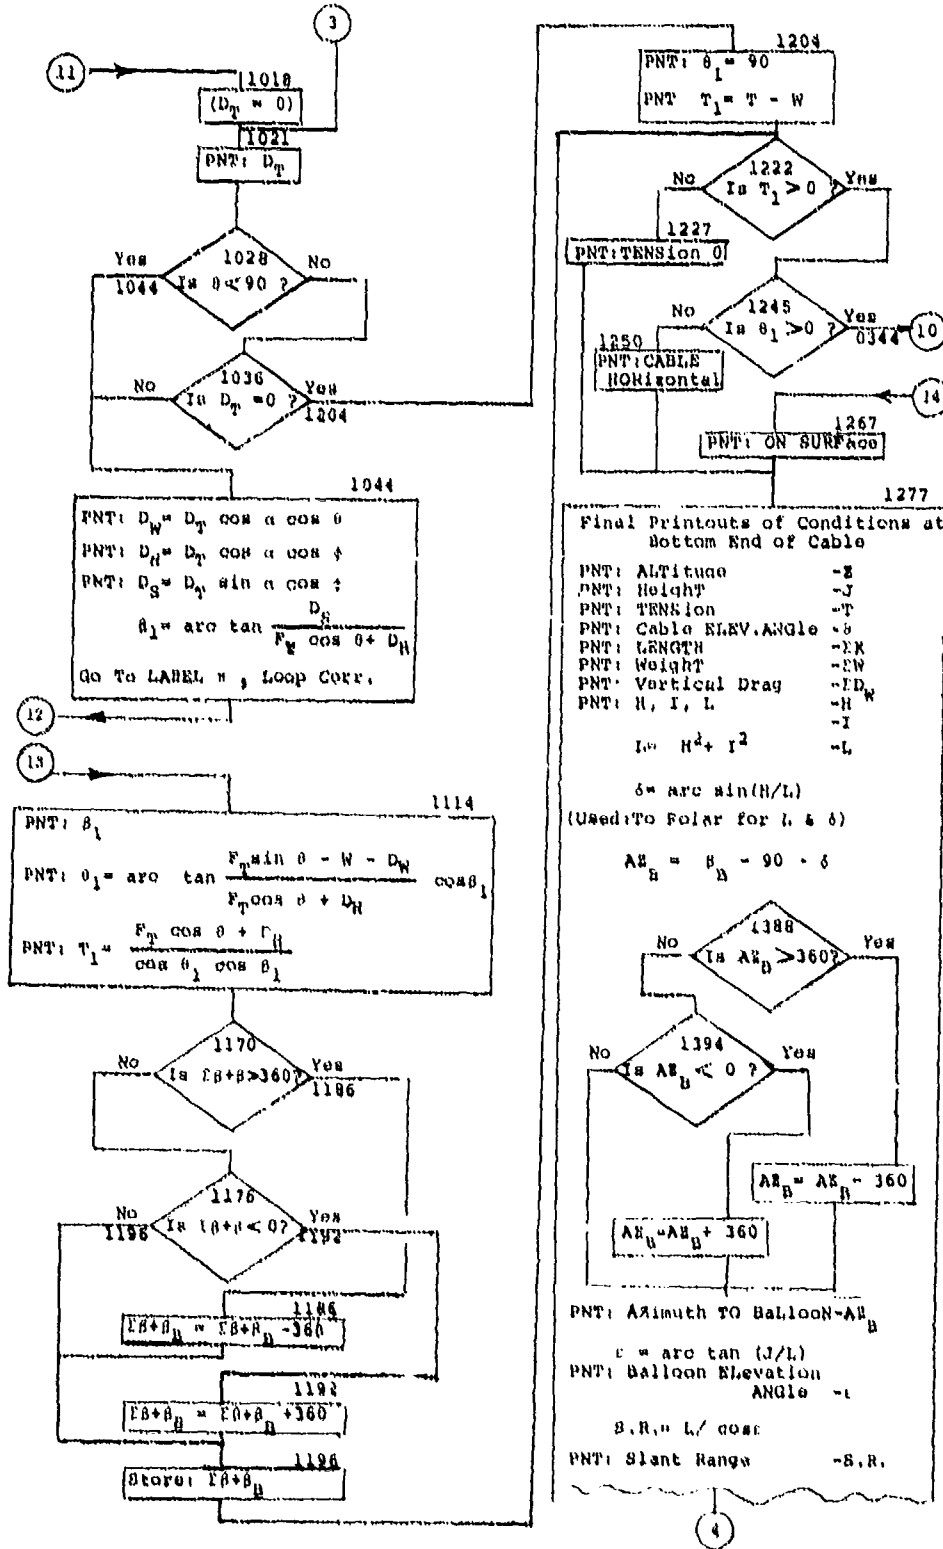 3
11
1018
(D_T = 0)
1021
PNT: D_T
1028
Yes
No
Is θ < 90 ?
1044
1036
No
Yes
Is D_T = 0 ?
1204
1044
PNT: D_W = D_T cos α cos θ
PNT: D_H = D_T cos α cos
PNT: D_S = D_T sin α cos
β_1 = arc tan D_S / F_T cos θ + D_H
Go To LABEL , Loop Corr.
12
13
1114
PNT: β_1
PNT: θ_1 = arc tan F_T sin θ - W - D_W / F_T cos θ + D_H cos β_1
PNT: T_1 = F_T cos θ + D_H / cos θ_1 cos β_1
1170
No
Yes
Is Σβ+β>360?
1186
1176
No
Yes
Is Σβ+β < 0?
1196
1192
1186
Σβ+β_B = Σβ+β_B -360
1192
Σβ+β_B = Σβ+β_B +360
1196
Store: Σβ+β_B
1204
PNT: θ_1 = 90
PNT T_1 = T - W
1222
No
Yes
Is T_1 > 0 ?
1227
PNT:TENSion 0
1245
No
Yes
Is θ_1 > 0 ?
0344
10
1250
PNT:CABLE
HORizontal
14
1267
PNT: ON SURFace
1277
Final Printouts of Conditions at
Bottom End of Cable
PNT: ALTitude -Z
PNT: HeighT -J
PNT: TENSion -T
PNT: Cable ELEV.ANGLe -θ
PNT: LENGTH -ΣK
PNT: WeighT -ΣW
PNT: Vertical Drag -ΣD_W
PNT: H, I, L -H
-I
L= H²+ I² -L
δ= arc sin(H/L)
(Used:To Polar for L & δ)
AZ_B = β_B - 90 - δ
1388
No
Yes
Is AZ_B >360?
1394
No
Yes
Is AZ_B < 0 ?
AZ_B = AZ_B - 360
AZ_B=AZ_B+ 360
PNT: AZimuth TO BaLlooN-AZ_B
ε = arc tan (J/L)
PNT: Balloon ELevation
ANGLe -ε
S.R.= L/ cosε
PNT: Slant Range -S.R.
4